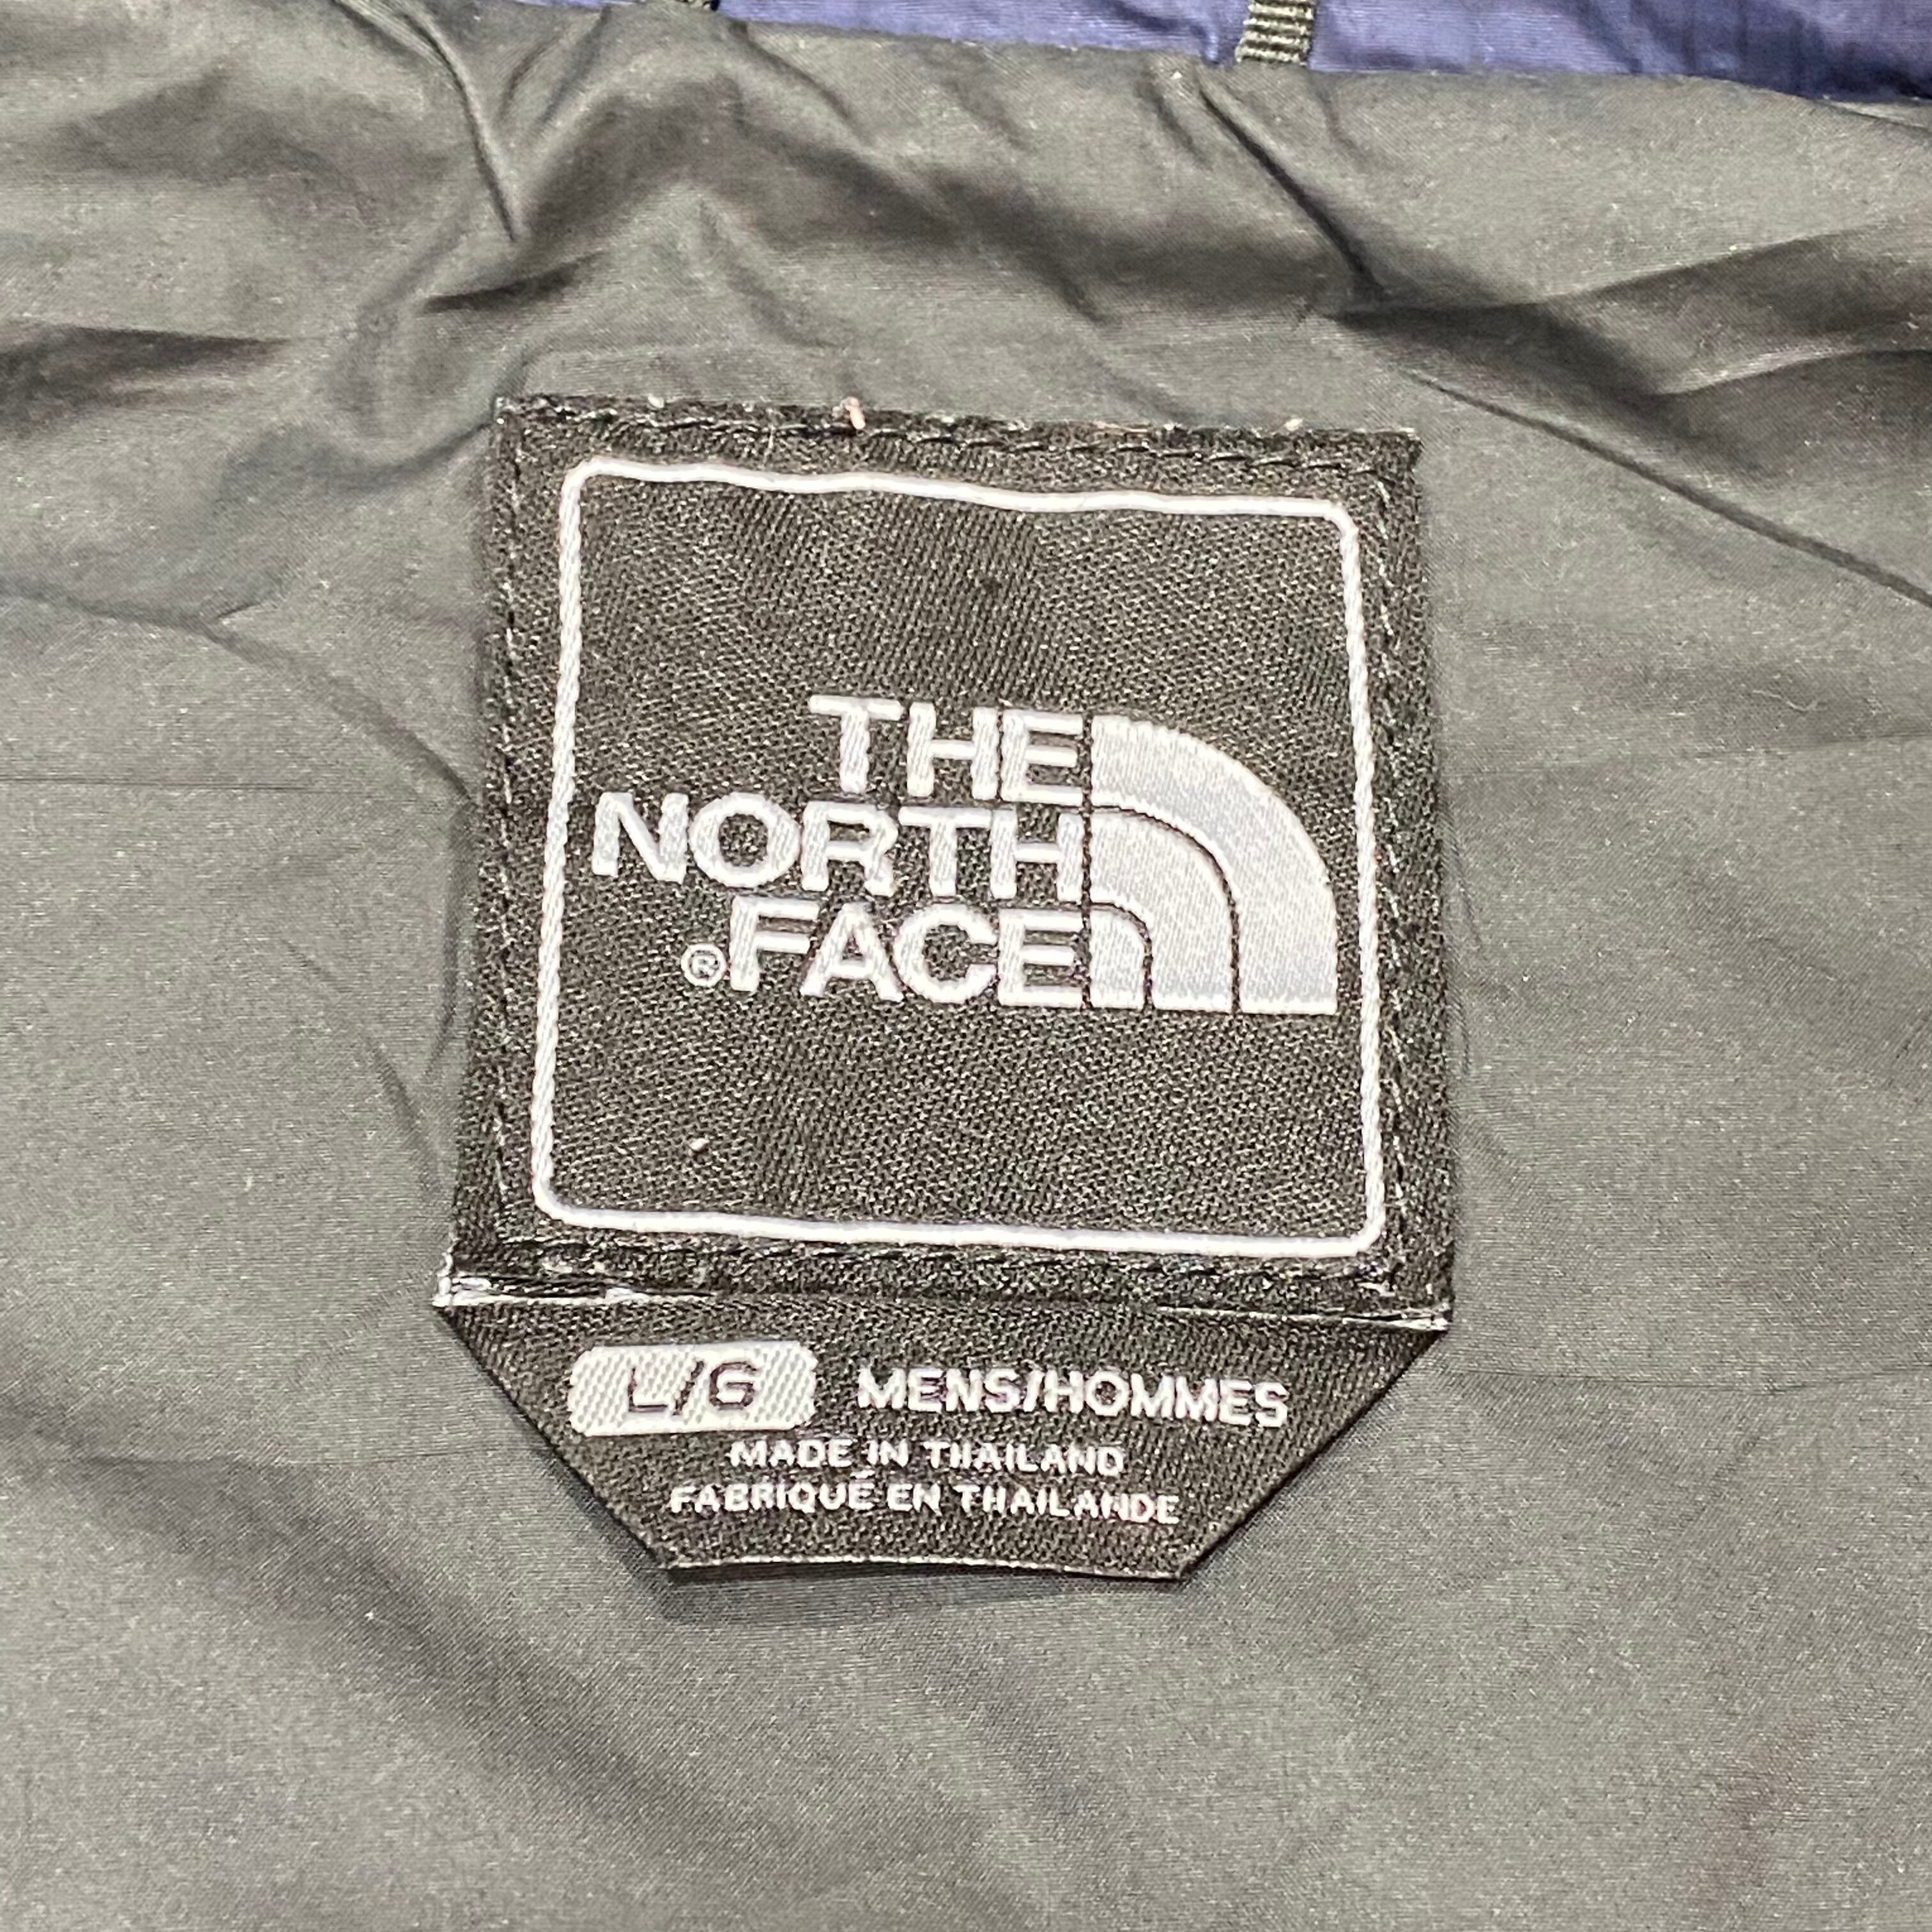 THE
NORTH
®FACE
L/G MENS/HOMMES
MADE IN THAILAND
FABRIQUÉ EN THAILANDE